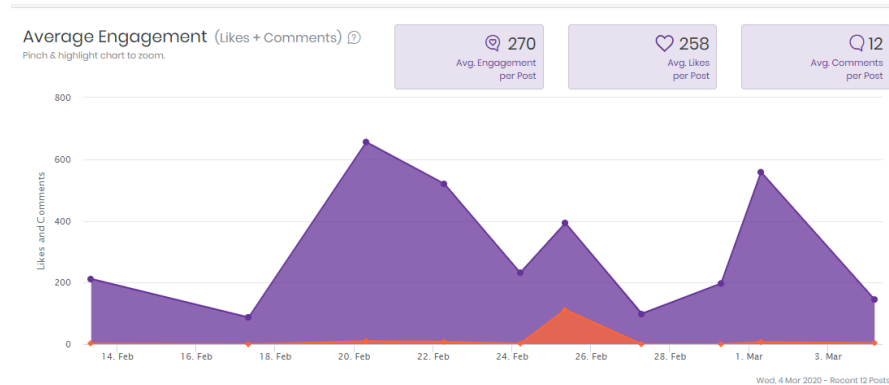 Average Engagement (Likes + Comments) ?
Pinch & highlight chart to zoom.
270
Avg. Engagement
per Post
258
Avg. Likes
per Post
12
Avg. Comments
per Post
800
600
400
200
0
Likes and Comments
14. Feb
16. Feb
18. Feb
20. Feb
22. Feb
24. Feb
26. Feb
28. Feb
1. Mar
3. Mar
Wed, 4 Mar 2020 - Recent 12 Posts